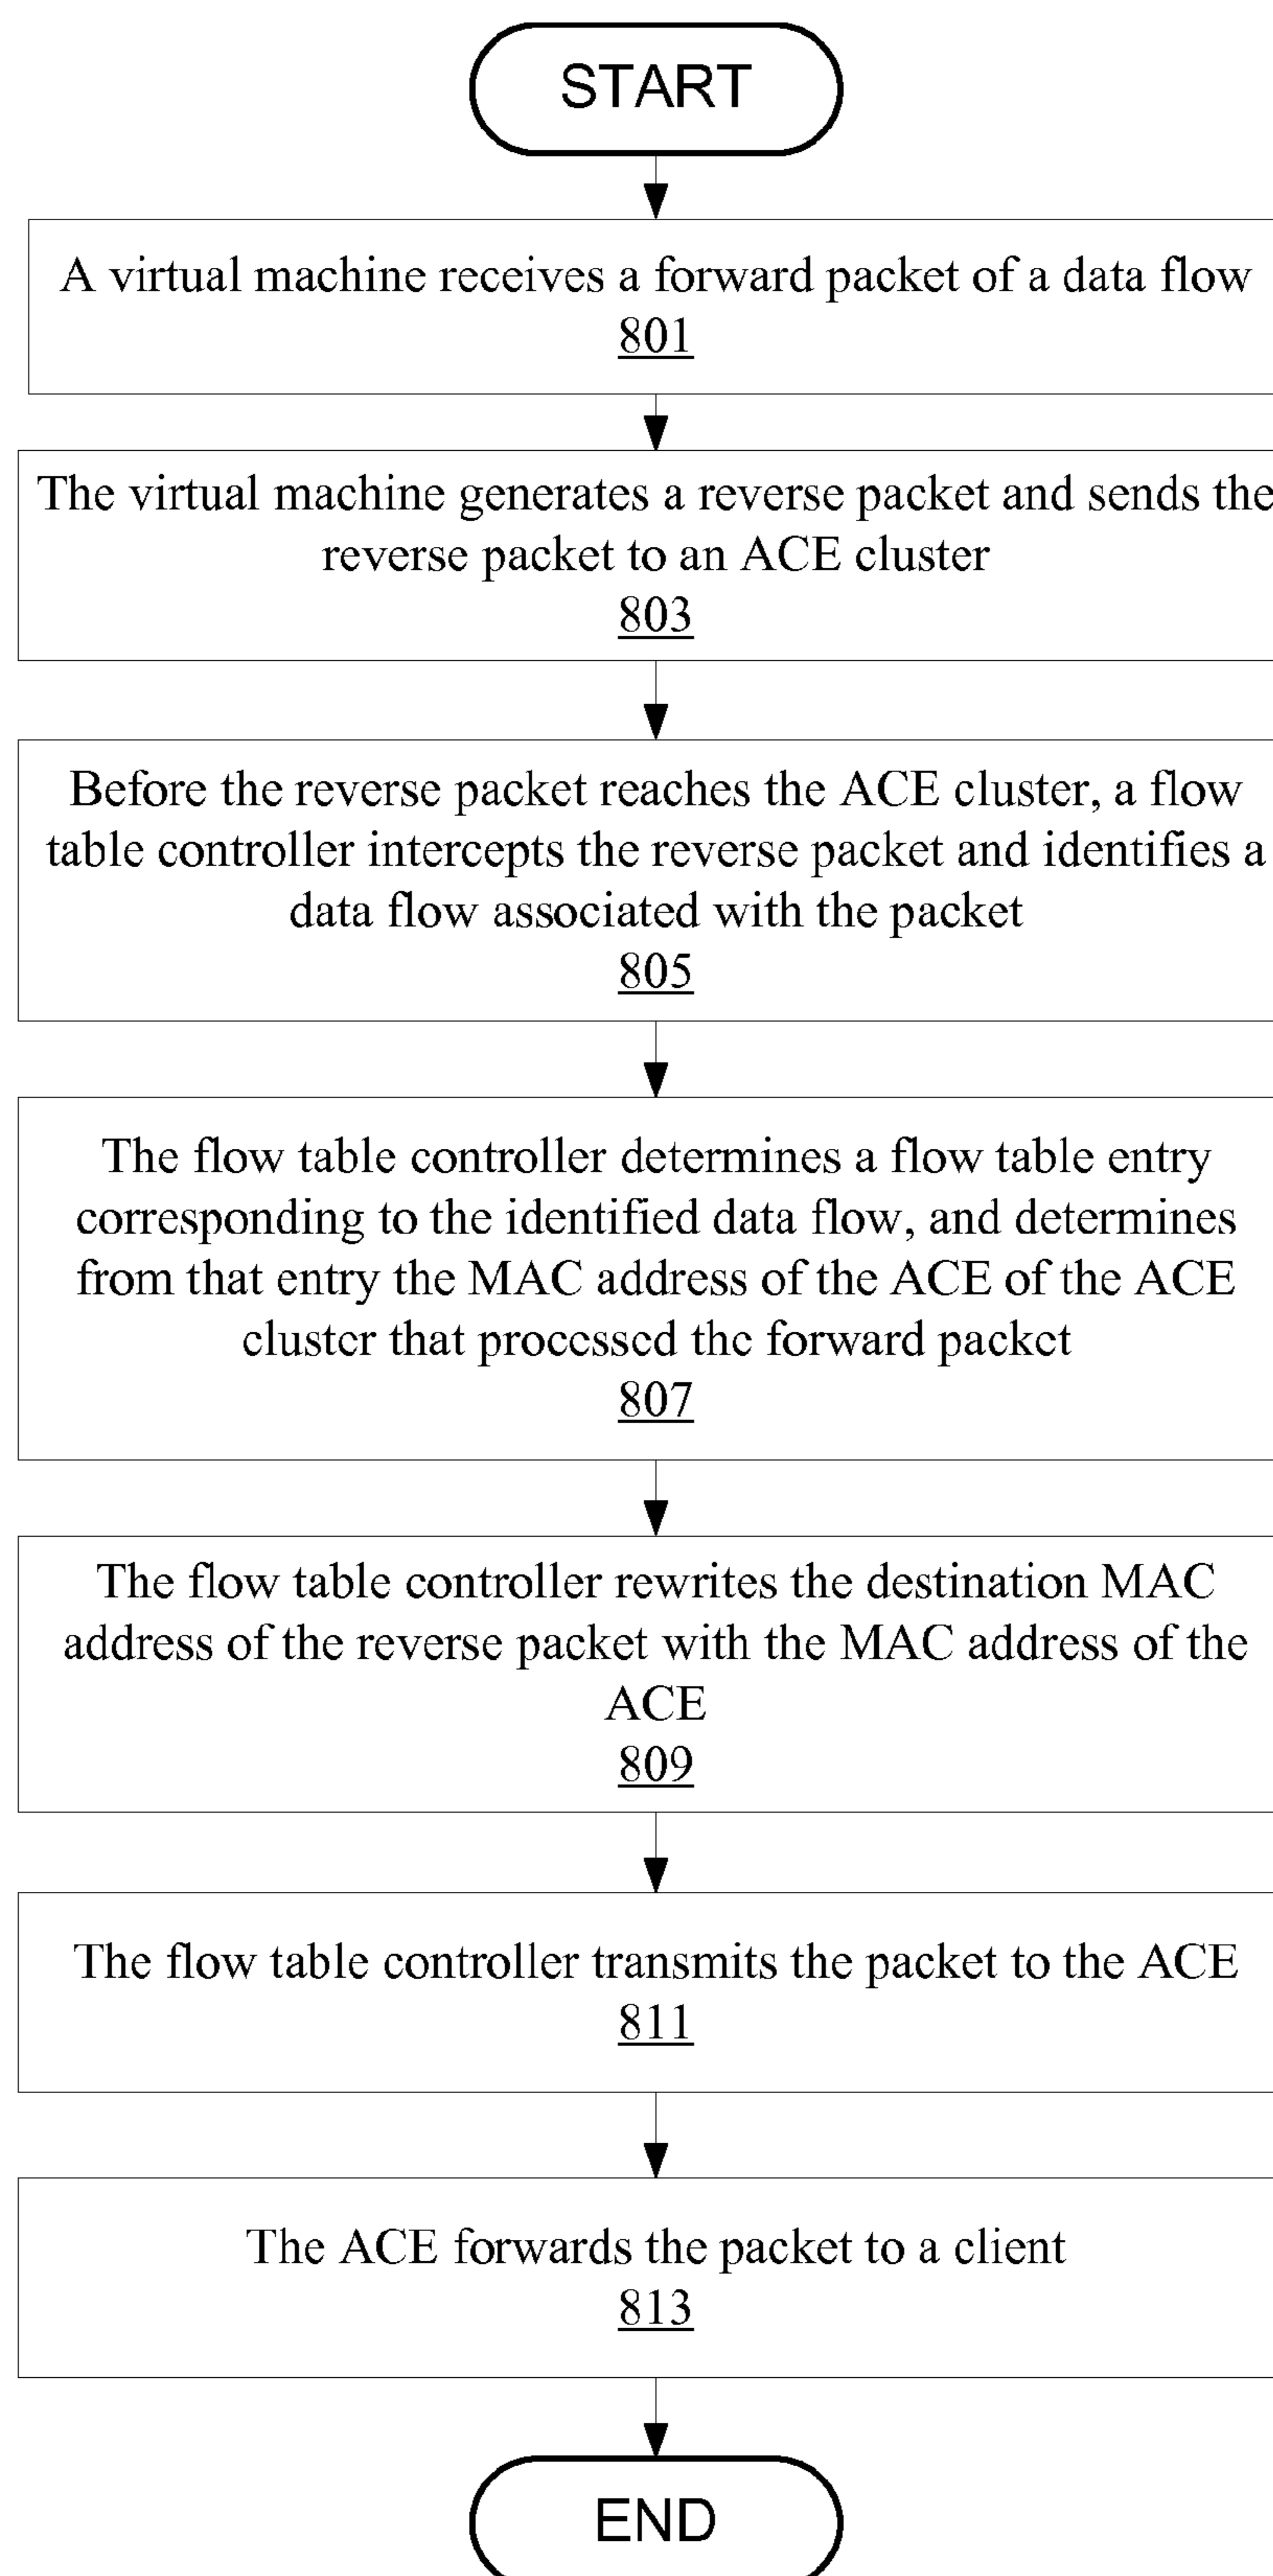 START
A virtual machine receives a forward packet of a data flow
801
The virtual machine generates a reverse packet and sends the
reverse packet to an ACE cluster
803
Before the reverse packet reaches the ACE cluster, a flow
table controller intercepts the reverse packet and identifies a
data flow associated with the packet
805
The flow table controller determines a flow table entry
corresponding to the identified data flow, and determines
from that entry the MAC address of the ACE of the ACE
cluster that processed the forward packet
807
The flow table controller rewrites the destination MAC
address of the reverse packet with the MAC address of the
ACE
809
The flow table controller transmits the packet to the ACE
811
The ACE forwards the packet to a client
813
END